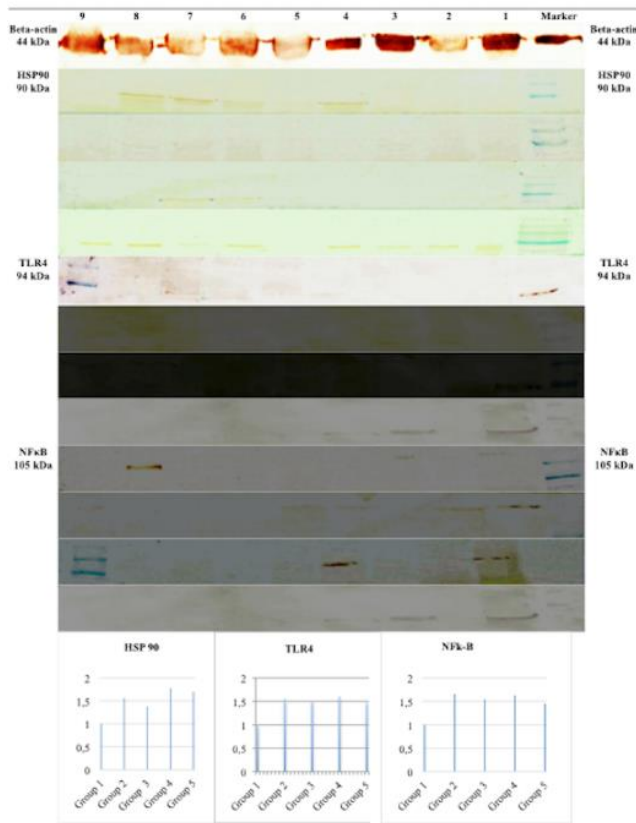 9 8 7 6 5 4 3 2 1 Marker
Beta-actin
44 kDa
Beta-actin
44 kDa
HSP90
90 kDa
HSP90
90 kDa
TLR4
94 kDa
TLR4
94 kDa
NFκB
105 kDa
NFκB
105 kDa
HSP 90
2
1,5
1
0,5
0
Group 1 Group 2 Group 3 Group 4 Group 5
TLR4
2
1,5
1
0,5
0
Group 1 Group 2 Group 3 Group 4 Group 5
NFk-B
2
1,5
1
0,5
0
Group 1 Group 2 Group 3 Group 4 Group 5